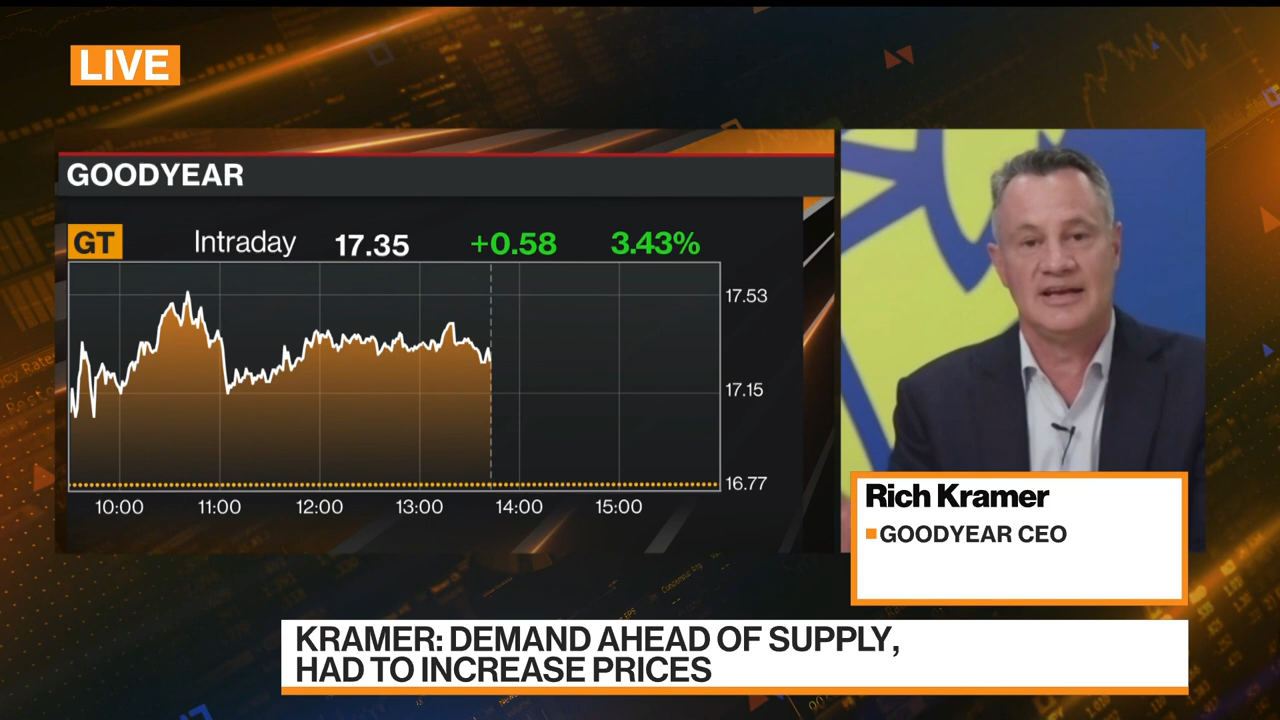 LIVE
GOODYEAR
GT Intraday 17.35 +0.58 3.43%
17.53
17.15
16.77
10:00 11:00 12:00 13:00 14:00 15:00
Rich Kramer
GOODYEAR CEO
KRAMER: DEMAND AHEAD OF SUPPLY,
HAD TO INCREASE PRICES